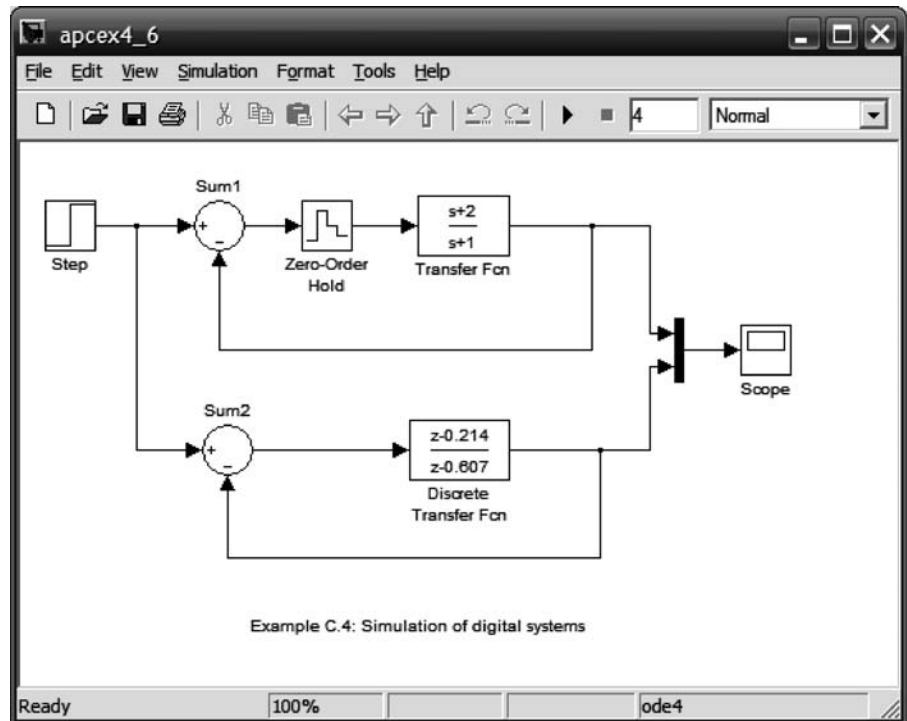 apcex4_6
File Edit View Simulation Format Tools Help
4 Normal
Sum1
+
-
Step
Zero-Order
Hold
s+2
s+1
Transfer Fcn
Scope
Sum2
+
-
z-0.214
z-0.607
Discrete
Transfer Fcn
Example C.4: Simulation of digital systems
Ready 100% ode4